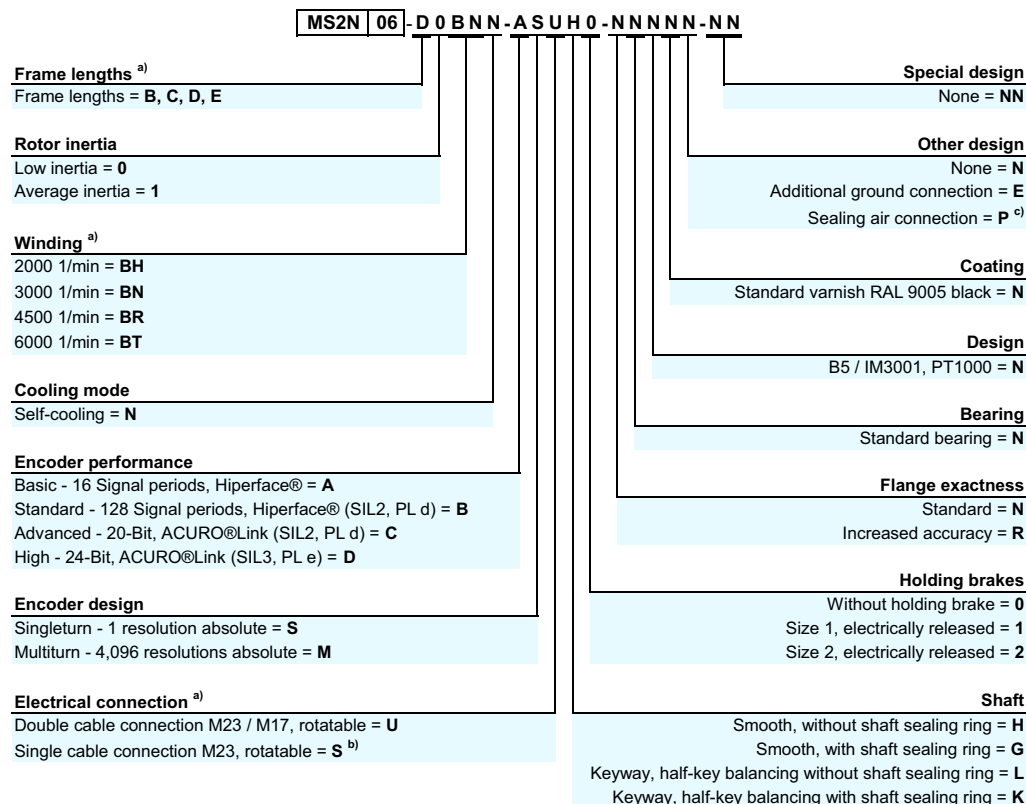 MS2N 06 - D 0 B N N - A S U H 0 - N N N N N - N N
Frame lengths a)
Frame lengths = B, C, D, E
Rotor inertia
Low inertia = 0
Average inertia = 1
Winding a)
2000 1/min = BH
3000 1/min = BN
4500 1/min = BR
6000 1/min = BT
Cooling mode
Self-cooling = N
Encoder performance
Basic - 16 Signal periods, Hiperface® = A
Standard - 128 Signal periods, Hiperface® (SIL2, PL d) = B
Advanced - 20-Bit, ACURO®Link (SIL2, PL d) = C
High - 24-Bit, ACURO®Link (SIL3, PL e) = D
Encoder design
Singleturn - 1 resolution absolute = S
Multiturn - 4,096 resolutions absolute = M
Electrical connection a)
Double cable connection M23 / M17, rotatable = U
Single cable connection M23, rotatable = S b)
Special design
None = NN
Other design
None = N
Additional ground connection = E
Sealing air connection = P c)
Coating
Standard varnish RAL 9005 black = N
Design
B5 / IM3001, PT1000 = N
Bearing
Standard bearing = N
Flange exactness
Standard = N
Increased accuracy = R
Holding brakes
Without holding brake = 0
Size 1, electrically released = 1
Size 2, electrically released = 2
Shaft
Smooth, without shaft sealing ring = H
Smooth, with shaft sealing ring = G
Keyway, half-key balancing without shaft sealing ring = L
Keyway, half-key balancing with shaft sealing ring = K